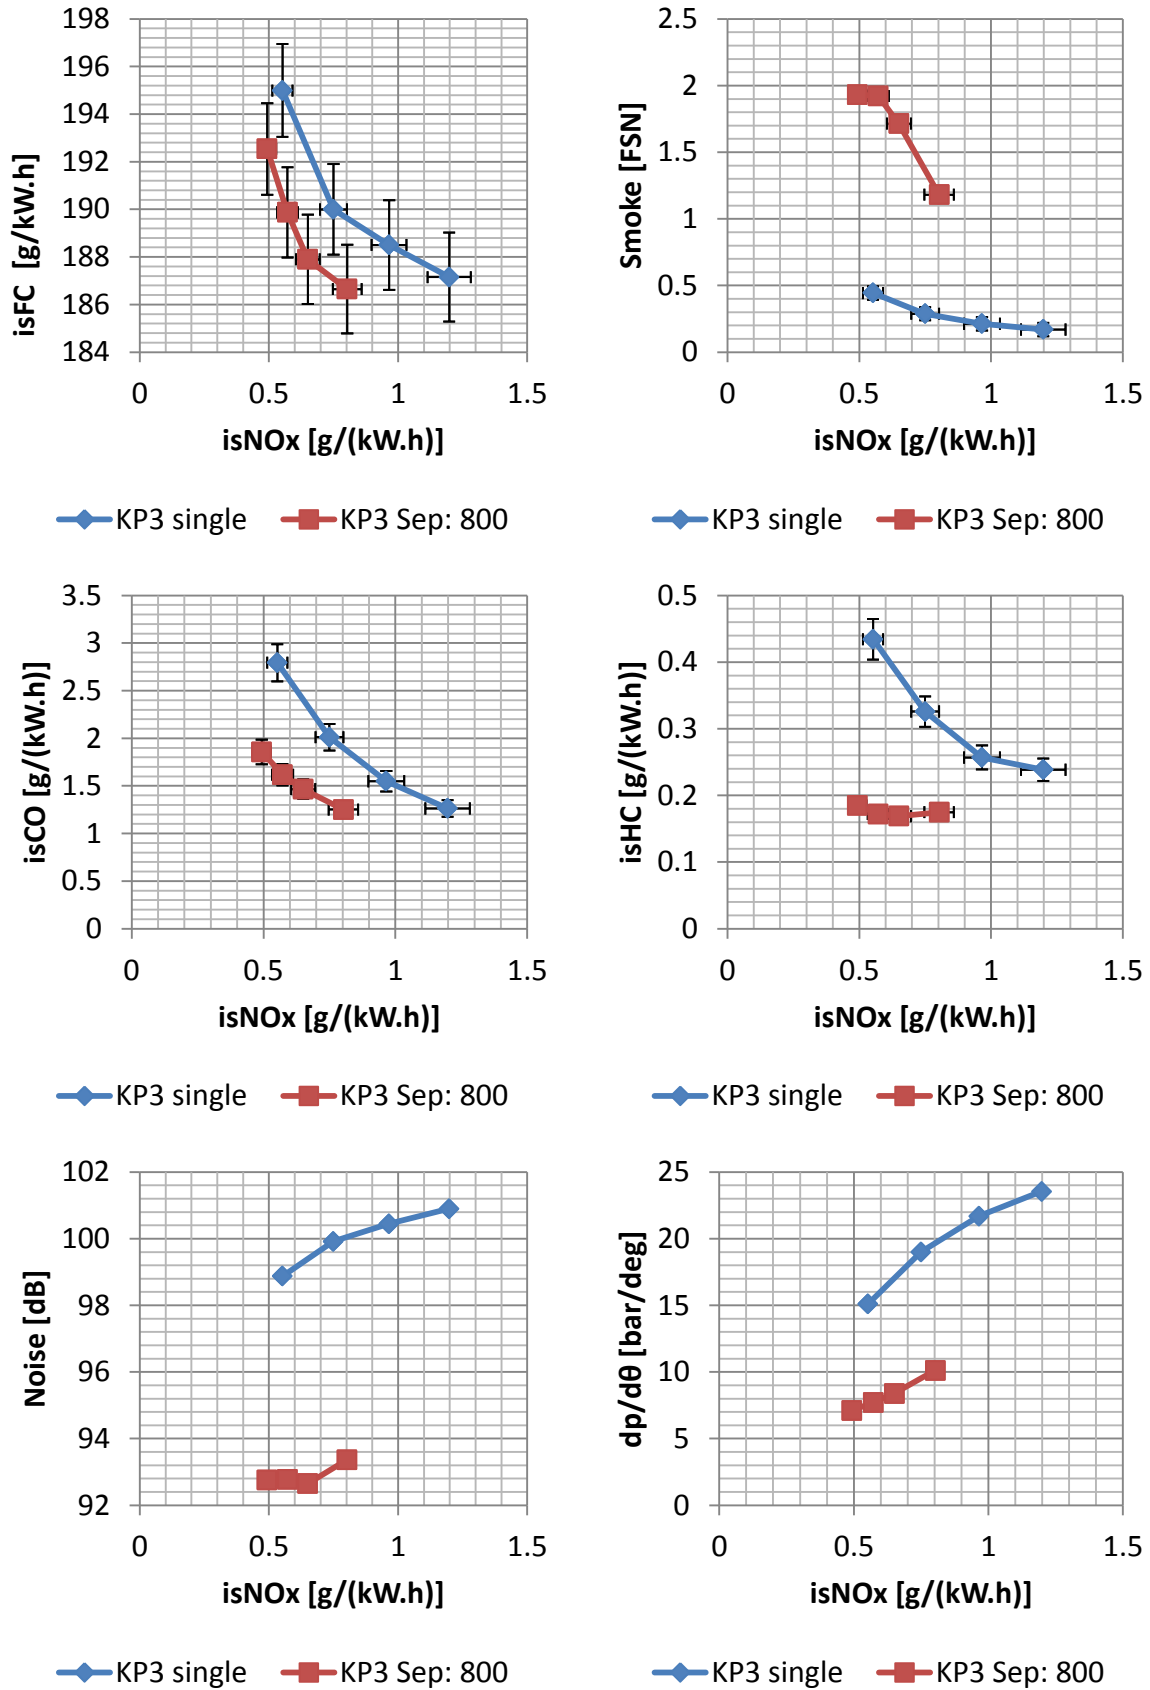 198
196
194
192
190
188
186
184
isFC [g/kW.h]
0 0.5 1 1.5
isNOx [g/(kW.h)]
KP3 single KP3 Sep: 800
2.5
2
1.5
1
0.5
0
Smoke [FSN]
0 0.5 1 1.5
isNOx [g/(kW.h)]
KP3 single KP3 Sep: 800
3.5
3
2.5
2
1.5
1
0.5
0
isCO [g/(kW.h)]
0 0.5 1 1.5
isNOx [g/(kW.h)]
KP3 single KP3 Sep: 800
0.5
0.4
0.3
0.2
0.1
0
isHC [g/(kW.h)]
0 0.5 1 1.5
isNOx [g/(kW.h)]
KP3 single KP3 Sep: 800
102
100
98
96
94
92
Noise [dB]
0 0.5 1 1.5
isNOx [g/(kW.h)]
KP3 single KP3 Sep: 800
25
20
15
10
5
0
dp/dθ [bar/deg]
0 0.5 1 1.5
isNOx [g/(kW.h)]
KP3 single KP3 Sep: 800